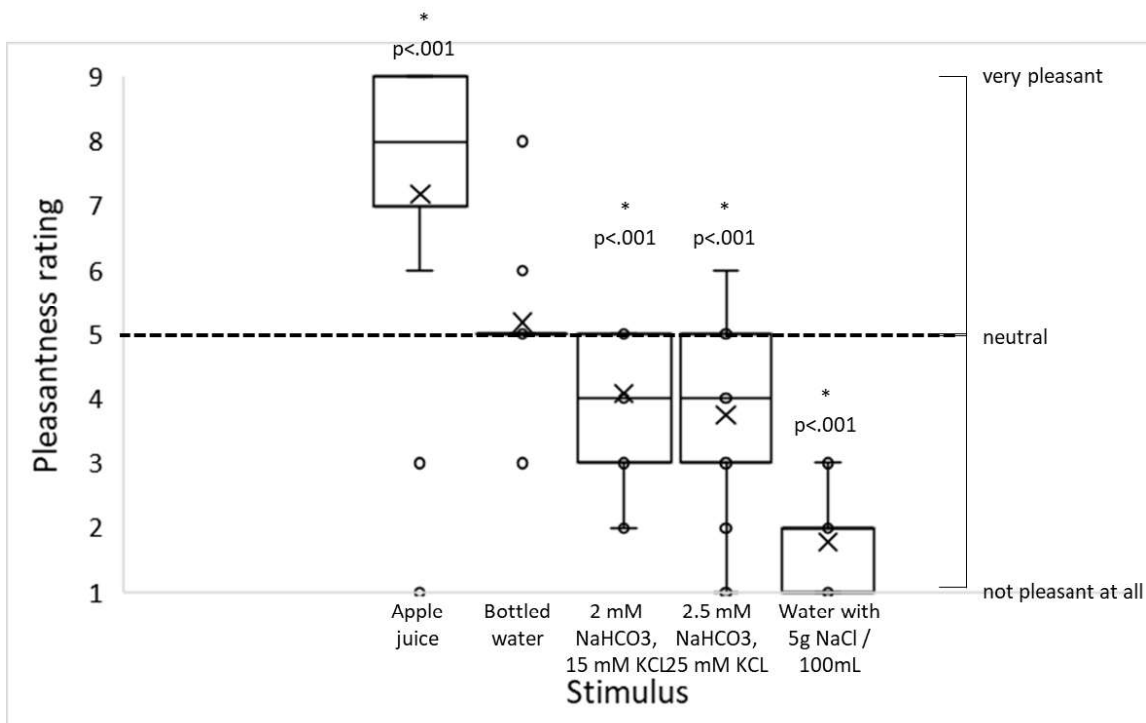 *
p<.001
9
8
7
6
5
4
3
2
1
Pleasantness rating
very pleasant
neutral
not pleasant at all
*
p<.001
*
p<.001
*
p<.001
Apple
juice
Bottled
water
2 mM
NaHCO3,
15 mM KCL
2.5 mM
NaHCO3,
25 mM KCL
Water with
5g NaCl /
100mL
Stimulus